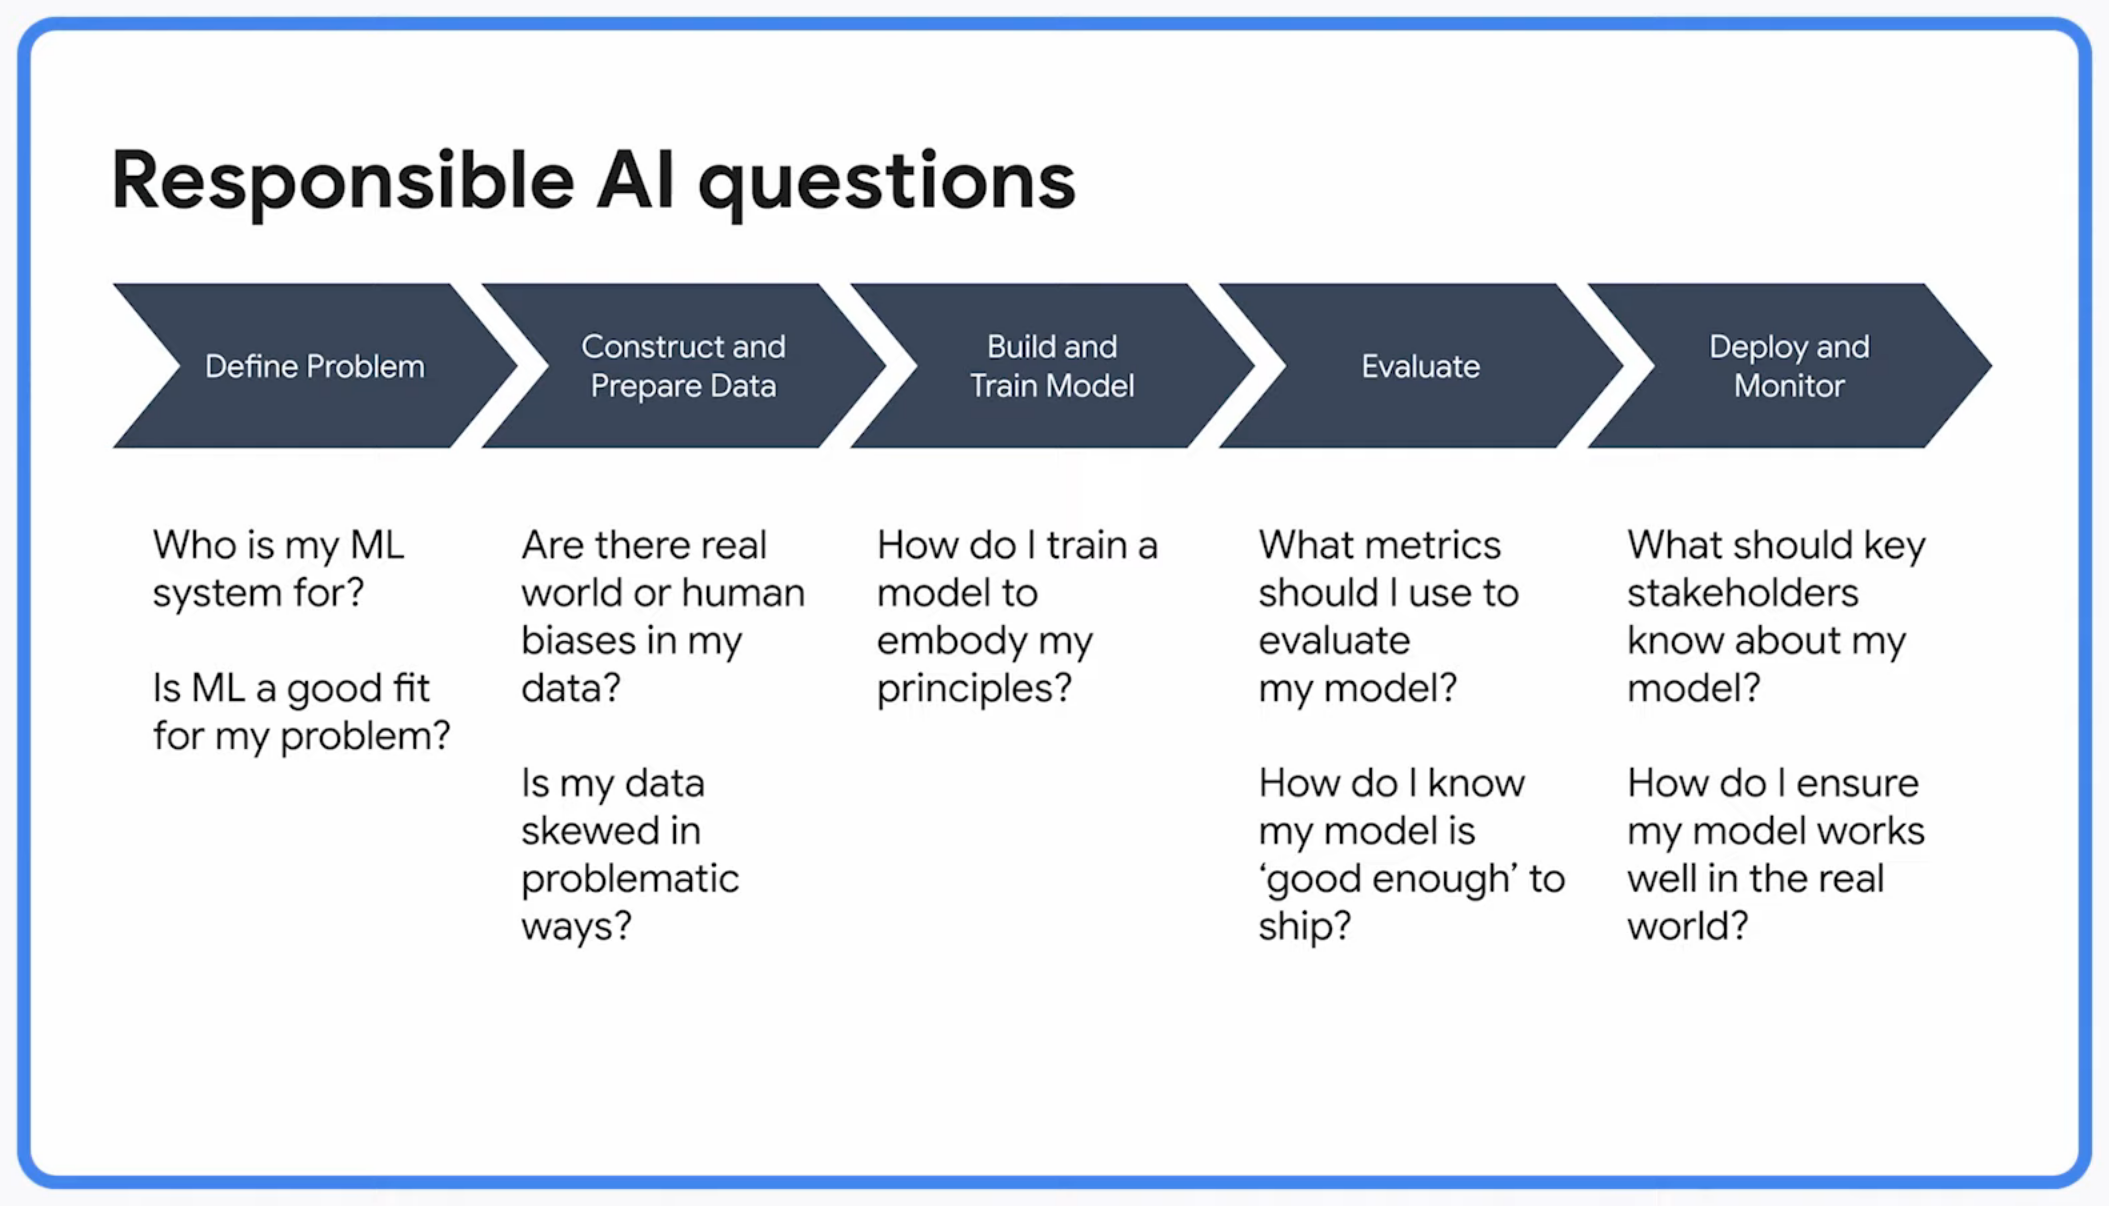 Responsible AI questions
Define Problem
Construct and
Prepare Data
Build and
Train Model
Evaluate
Deploy and
Monitor
Who is my ML
system for?
Is ML a good fit
for my problem?
Are there real
world or human
biases in my
data?
Is my data
skewed in
problematic
ways?
How do I train a
model to
embody my
principles?
What metrics
should I use to
evaluate
my model?
How do I know
my model is
‘good enough’ to
ship?
What should key
stakeholders
know about my
model?
How do I ensure
my model works
well in the real
world?